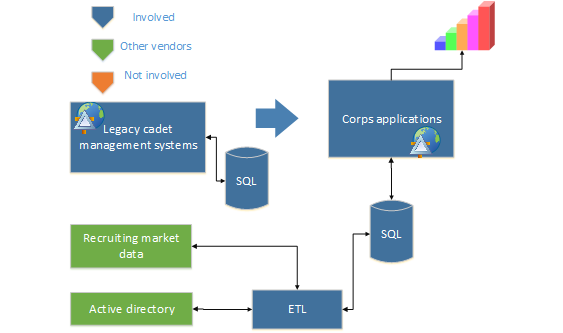 Involved
Other vendors
Not involved
Legacy cadet
management systems
SQL
Corps applications
SQL
Recruiting market
data
Active directory
ETL